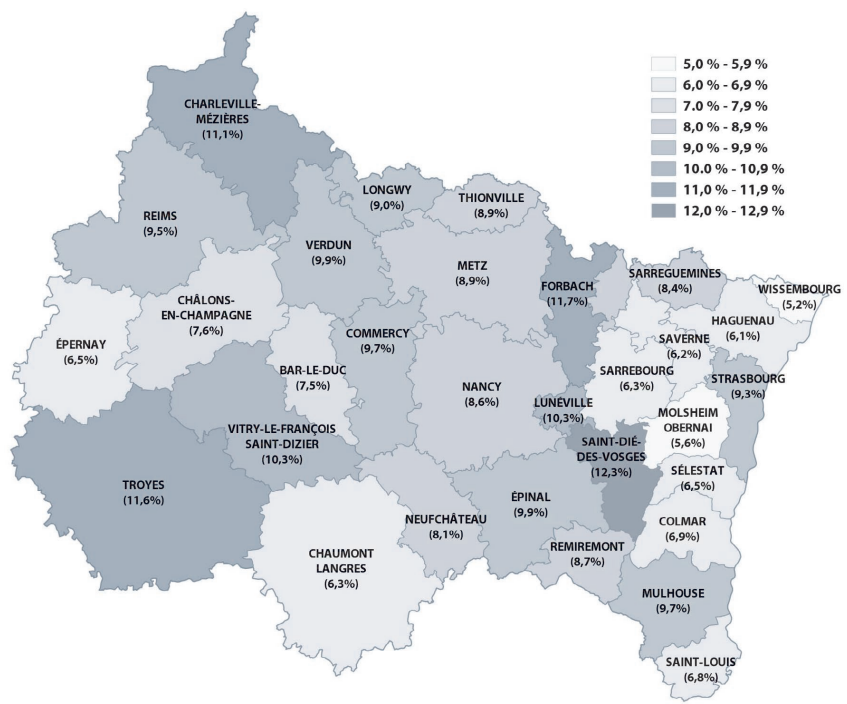 5,0 % - 5,9 %
6,0 % - 6,9 %
7.0 % - 7,9 %
8,0 % - 8,9 %
9,0 % - 9,9 %
10.0 % - 10,9 %
11,0 % - 11,9 %
12,0 % - 12,9 %
CHARLEVILLE-
MÉZIÈRES
(11,1%)
REIMS
(9,5%)
LONGWY
(9,0%)
THIONVILLE
(8,9%)
VERDUN
(9,9%)
METZ
(8,9%)
FORBACH
(11,7%)
SARREGUEMINES
(8,4%)
WISSEMBOURG
(5,2%)
HAGUENAU
(6,1%)
SAVERNE
(6,2%)
CHÂLONS-
EN-CHAMPAGNE
(7,6%)
ÉPERNAY
(6,5%)
COMMERCY
(9,7%)
BAR-LE-DUC
(7,5%)
NANCY
(8,6%)
SARREBOURG
(6,3%)
STRASBOURG
(9,3%)
LUNÉVILLE
(10,3%)
MOLSHEIM
OBERNAI
(5,6%)
VITRY-LE-FRANÇOIS
SAINT-DIZIER
(10,3%)
SAINT-DIÉ-
DES-VOSGES
(12,3%)
SÉLESTAT
(6,5%)
TROYES
(11,6%)
ÉPINAL
(9,9%)
NEUFCHÂTEAU
(8,1%)
COLMAR
(6,9%)
CHAUMONT
LANGRES
(6,3%)
REMIREMONT
(8,7%)
MULHOUSE
(9,7%)
SAINT-LOUIS
(6,8%)